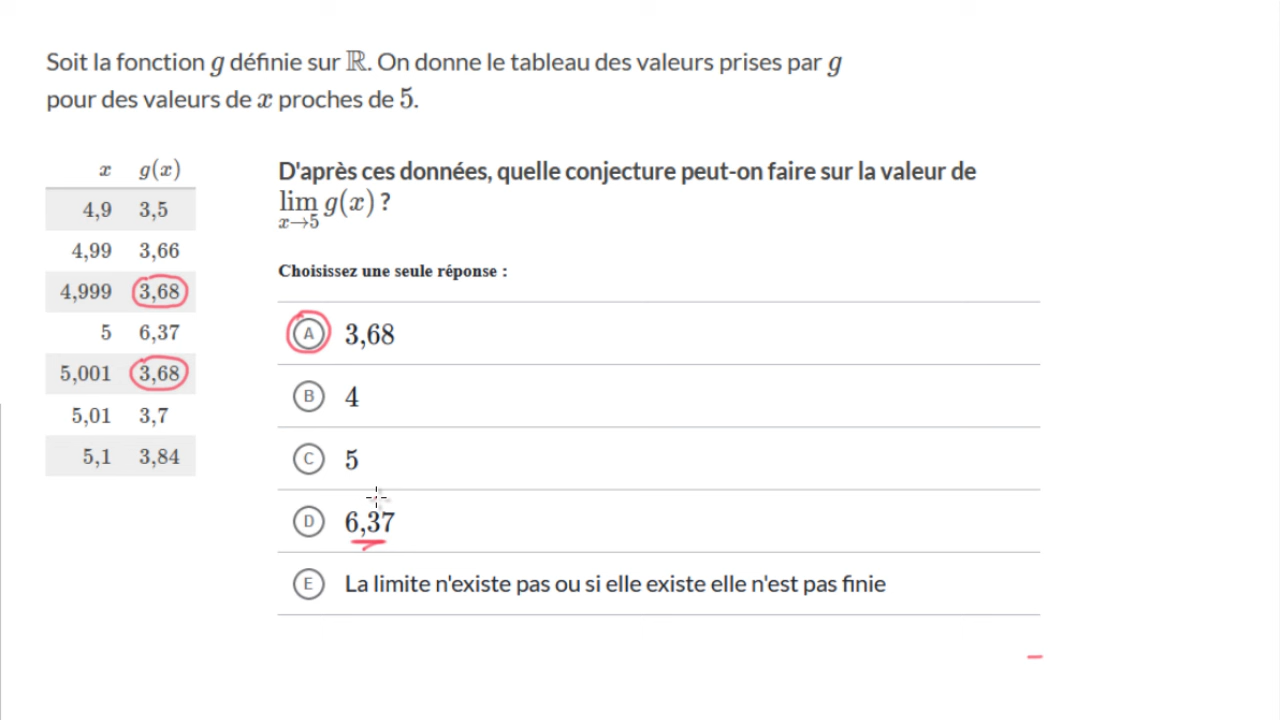 Soit la fonction g définie sur ℝ. On donne le tableau des valeurs prises par g
pour des valeurs de x proches de 5.
x g(x)
4,9 3,5
4,99 3,66
4,999 3,68
5 6,37
5,001 3,68
5,01 3,7
5,1 3,84
D'après ces données, quelle conjecture peut-on faire sur la valeur de
lim x→5 g(x) ?
Choisissez une seule réponse :
A 3,68
B 4
C 5
D 6,37
E La limite n'existe pas ou si elle existe elle n'est pas finie